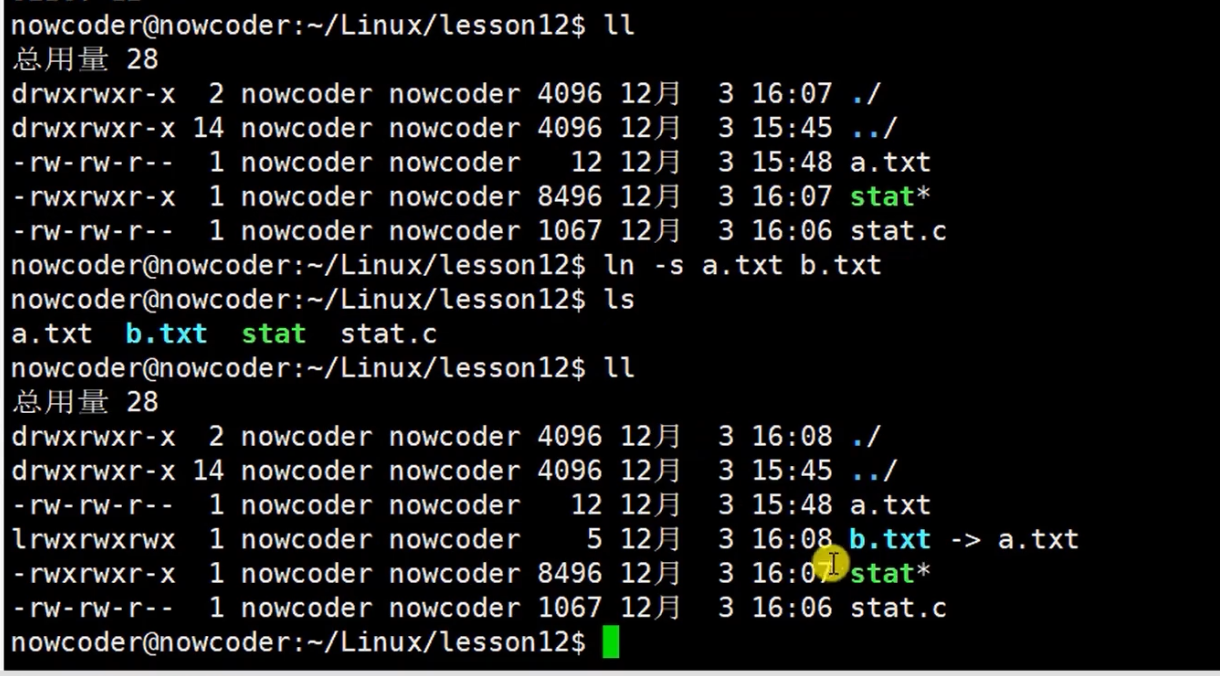 nowcoder@nowcoder:~/Linux/lesson12$ ll
总用量 28
drwxrwxr-x  2 nowcoder nowcoder 4096 12月  3 16:07 ./
drwxrwxr-x 14 nowcoder nowcoder 4096 12月  3 15:45 ../
-rw-rw-r--  1 nowcoder nowcoder   12 12月  3 15:48 a.txt
-rwxrwxr-x  1 nowcoder nowcoder 8496 12月  3 16:07 stat*
-rw-rw-r--  1 nowcoder nowcoder 1067 12月  3 16:06 stat.c
nowcoder@nowcoder:~/Linux/lesson12$ ln -s a.txt b.txt
nowcoder@nowcoder:~/Linux/lesson12$ ls
a.txt  b.txt  stat  stat.c
nowcoder@nowcoder:~/Linux/lesson12$ ll
总用量 28
drwxrwxr-x  2 nowcoder nowcoder 4096 12月  3 16:08 ./
drwxrwxr-x 14 nowcoder nowcoder 4096 12月  3 15:45 ../
-rw-rw-r--  1 nowcoder nowcoder   12 12月  3 15:48 a.txt
lrwxrwxrwx  1 nowcoder nowcoder    5 12月  3 16:08 b.txt -> a.txt
-rwxrwxr-x  1 nowcoder nowcoder 8496 12月  3 16:07 stat*
-rw-rw-r--  1 nowcoder nowcoder 1067 12月  3 16:06 stat.c
nowcoder@nowcoder:~/Linux/lesson12$